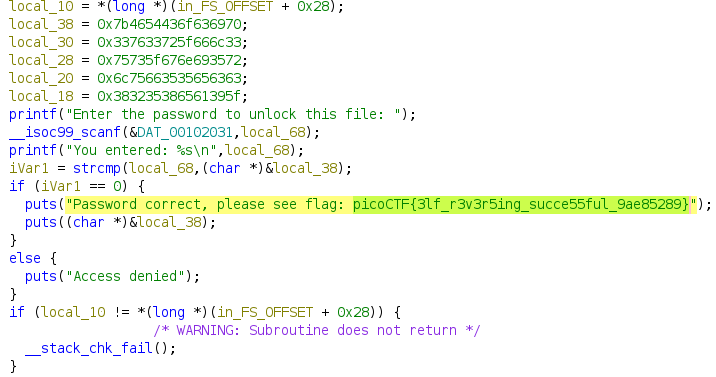 local_10 = *(long *)(in_FS_OFFSET + 0x28);
local_38 = 0x7b4654436f636970;
local_30 = 0x337633725f666c33;
local_28 = 0x75735f676e693572;
local_20 = 0x6c75663535656363;
local_18 = 0x383235386561395f;
printf("Enter the password to unlock this file: ");
__isoc99_scanf(&DAT_00102031,local_68);
printf("You entered: %s\n",local_68);
iVar1 = strcmp(local_68,(char *)&local_38);
if (iVar1 == 0) {
puts("Password correct, please see flag: picoCTF{3lf_r3v3r5ing_succe55ful_9ae85289}");
puts((char *)&local_38);
}
else {
puts("Access denied");
}
if (local_10 != *(long *)(in_FS_OFFSET + 0x28)) {
/* WARNING: Subroutine does not return */
__stack_chk_fail();
}